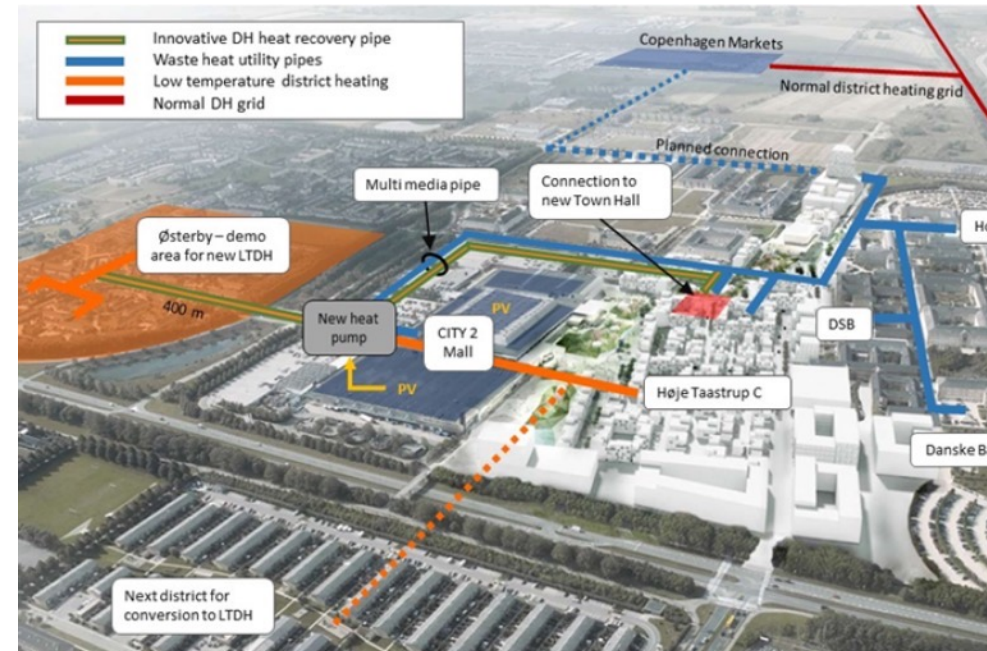 Innovative DH heat recovery pipe
Waste heat utility pipes
Low temperature district heating
Normal DH grid
Copenhagen Markets
Normal district heating grid
Planned connection
Multi media pipe
Connection to
new Town Hall
Østerby – demo
area for new LTDH
400 m
New heat
pump
PV
CITY 2
Mall
PV
DSB
Høje Taastrup C
Danske B
Next district for
conversion to LTDH